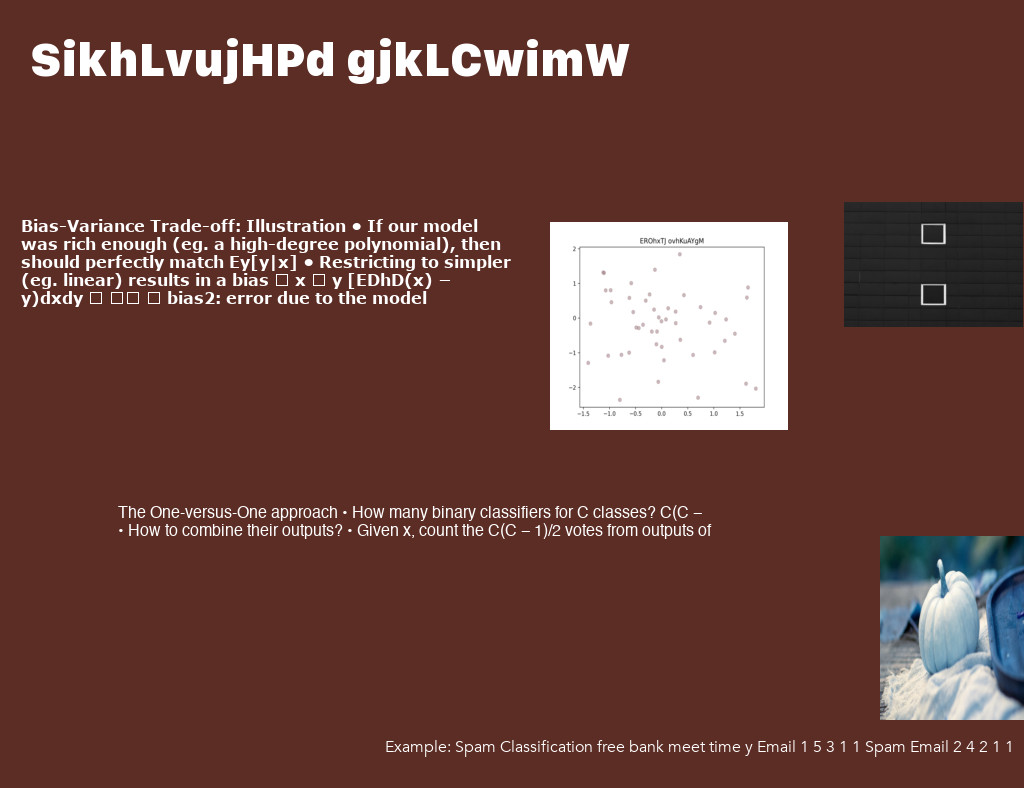 SikhLvujHPd gjkLCwimW
Bias-Variance Trade-off: Illustration • If our model
was rich enough (eg. a high-degree polynomial), then
should perfectly match Ey[y|x] • Restricting to simpler
(eg. linear) results in a bias □ x □ y [EDhD(x) −
y)dxdy □ □□ □ bias2: error due to the model
EROhxTJ ovhKuAYgM
2
1
0
−1
−2
−1.5 −1.0 −0.5 0.0 0.5 1.0 1.5
The One-versus-One approach • How many binary classifiers for C classes? C(C –
• How to combine their outputs? • Given x, count the C(C – 1)/2 votes from outputs of
Example: Spam Classification free bank meet time y Email 1 5 3 1 1 Spam Email 2 4 2 1 1